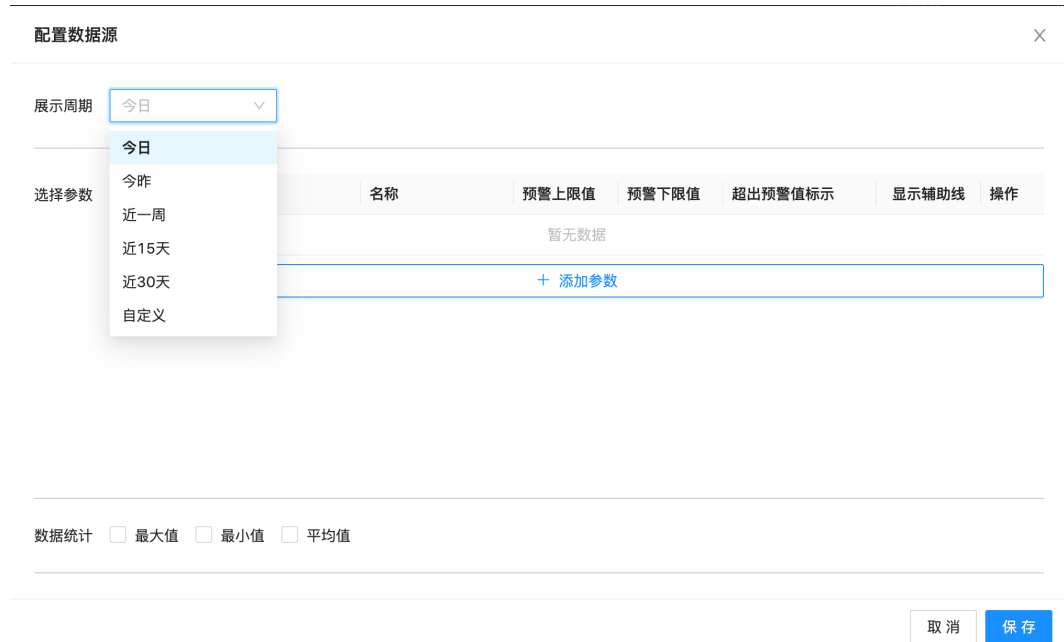 配置数据源
展示周期 今日
今日
今昨
近一周
近15天
近30天
自定义
选择参数 名称 预警上限值 预警下限值 超出预警值标示 显示辅助线 操作
暂无数据
+ 添加参数
数据统计 最大值 最小值 平均值
取 消 保 存